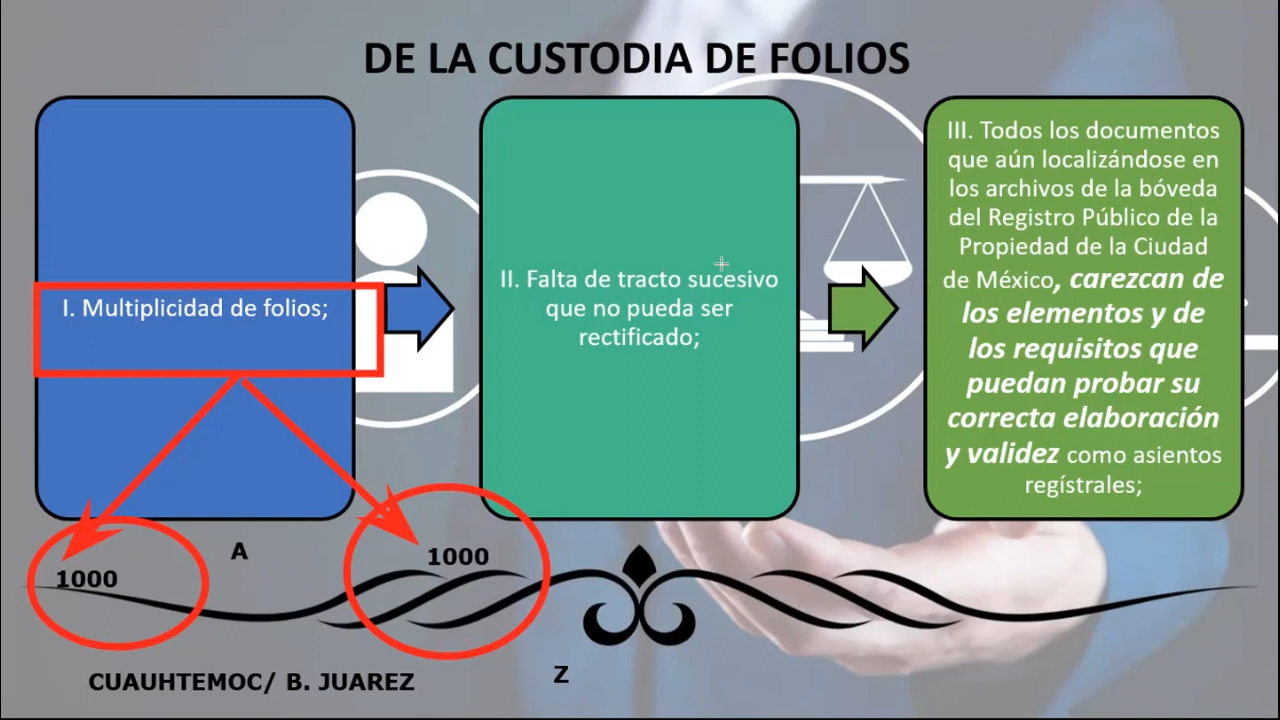 DE LA CUSTODIA DE FOLIOS
I. Multiplicidad de folios;
II. Falta de tracto sucesivo
que no pueda ser
rectificado;
III. Todos los documentos
que aún localizándose en
los archivos de la bóveda
del Registro Público de la
Propiedad de la Ciudad
de México, carezcan de
los elementos y de
los requisitos que
puedan probar su
correcta elaboración
y validez como asientos
regístrales;
A
1000
1000
CUAUHTEMOC/ B. JUAREZ
Z